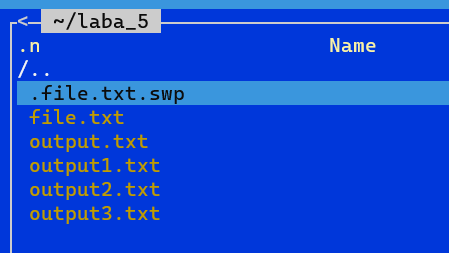 < ~/laba_5
.n Name
/..
.file.txt.swp
file.txt
output.txt
output1.txt
output2.txt
output3.txt